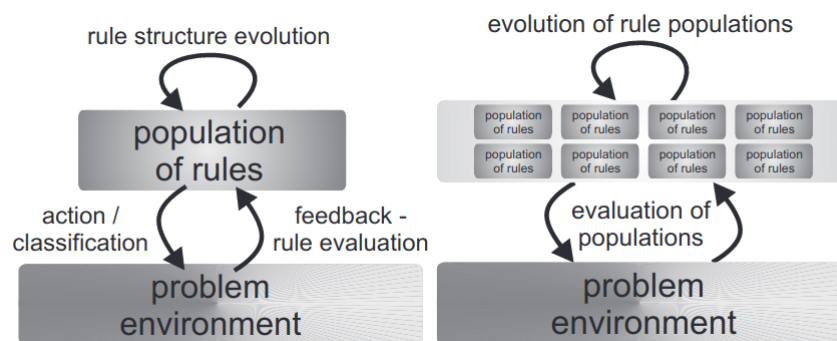 rule structure evolution
population
of rules
action /
classification
feedback -
rule evaluation
problem
environment
evolution of rule populations
population
of rules
population
of rules
population
of rules
population
of rules
population
of rules
population
of rules
population
of rules
population
of rules
evaluation of
populations
problem
environment